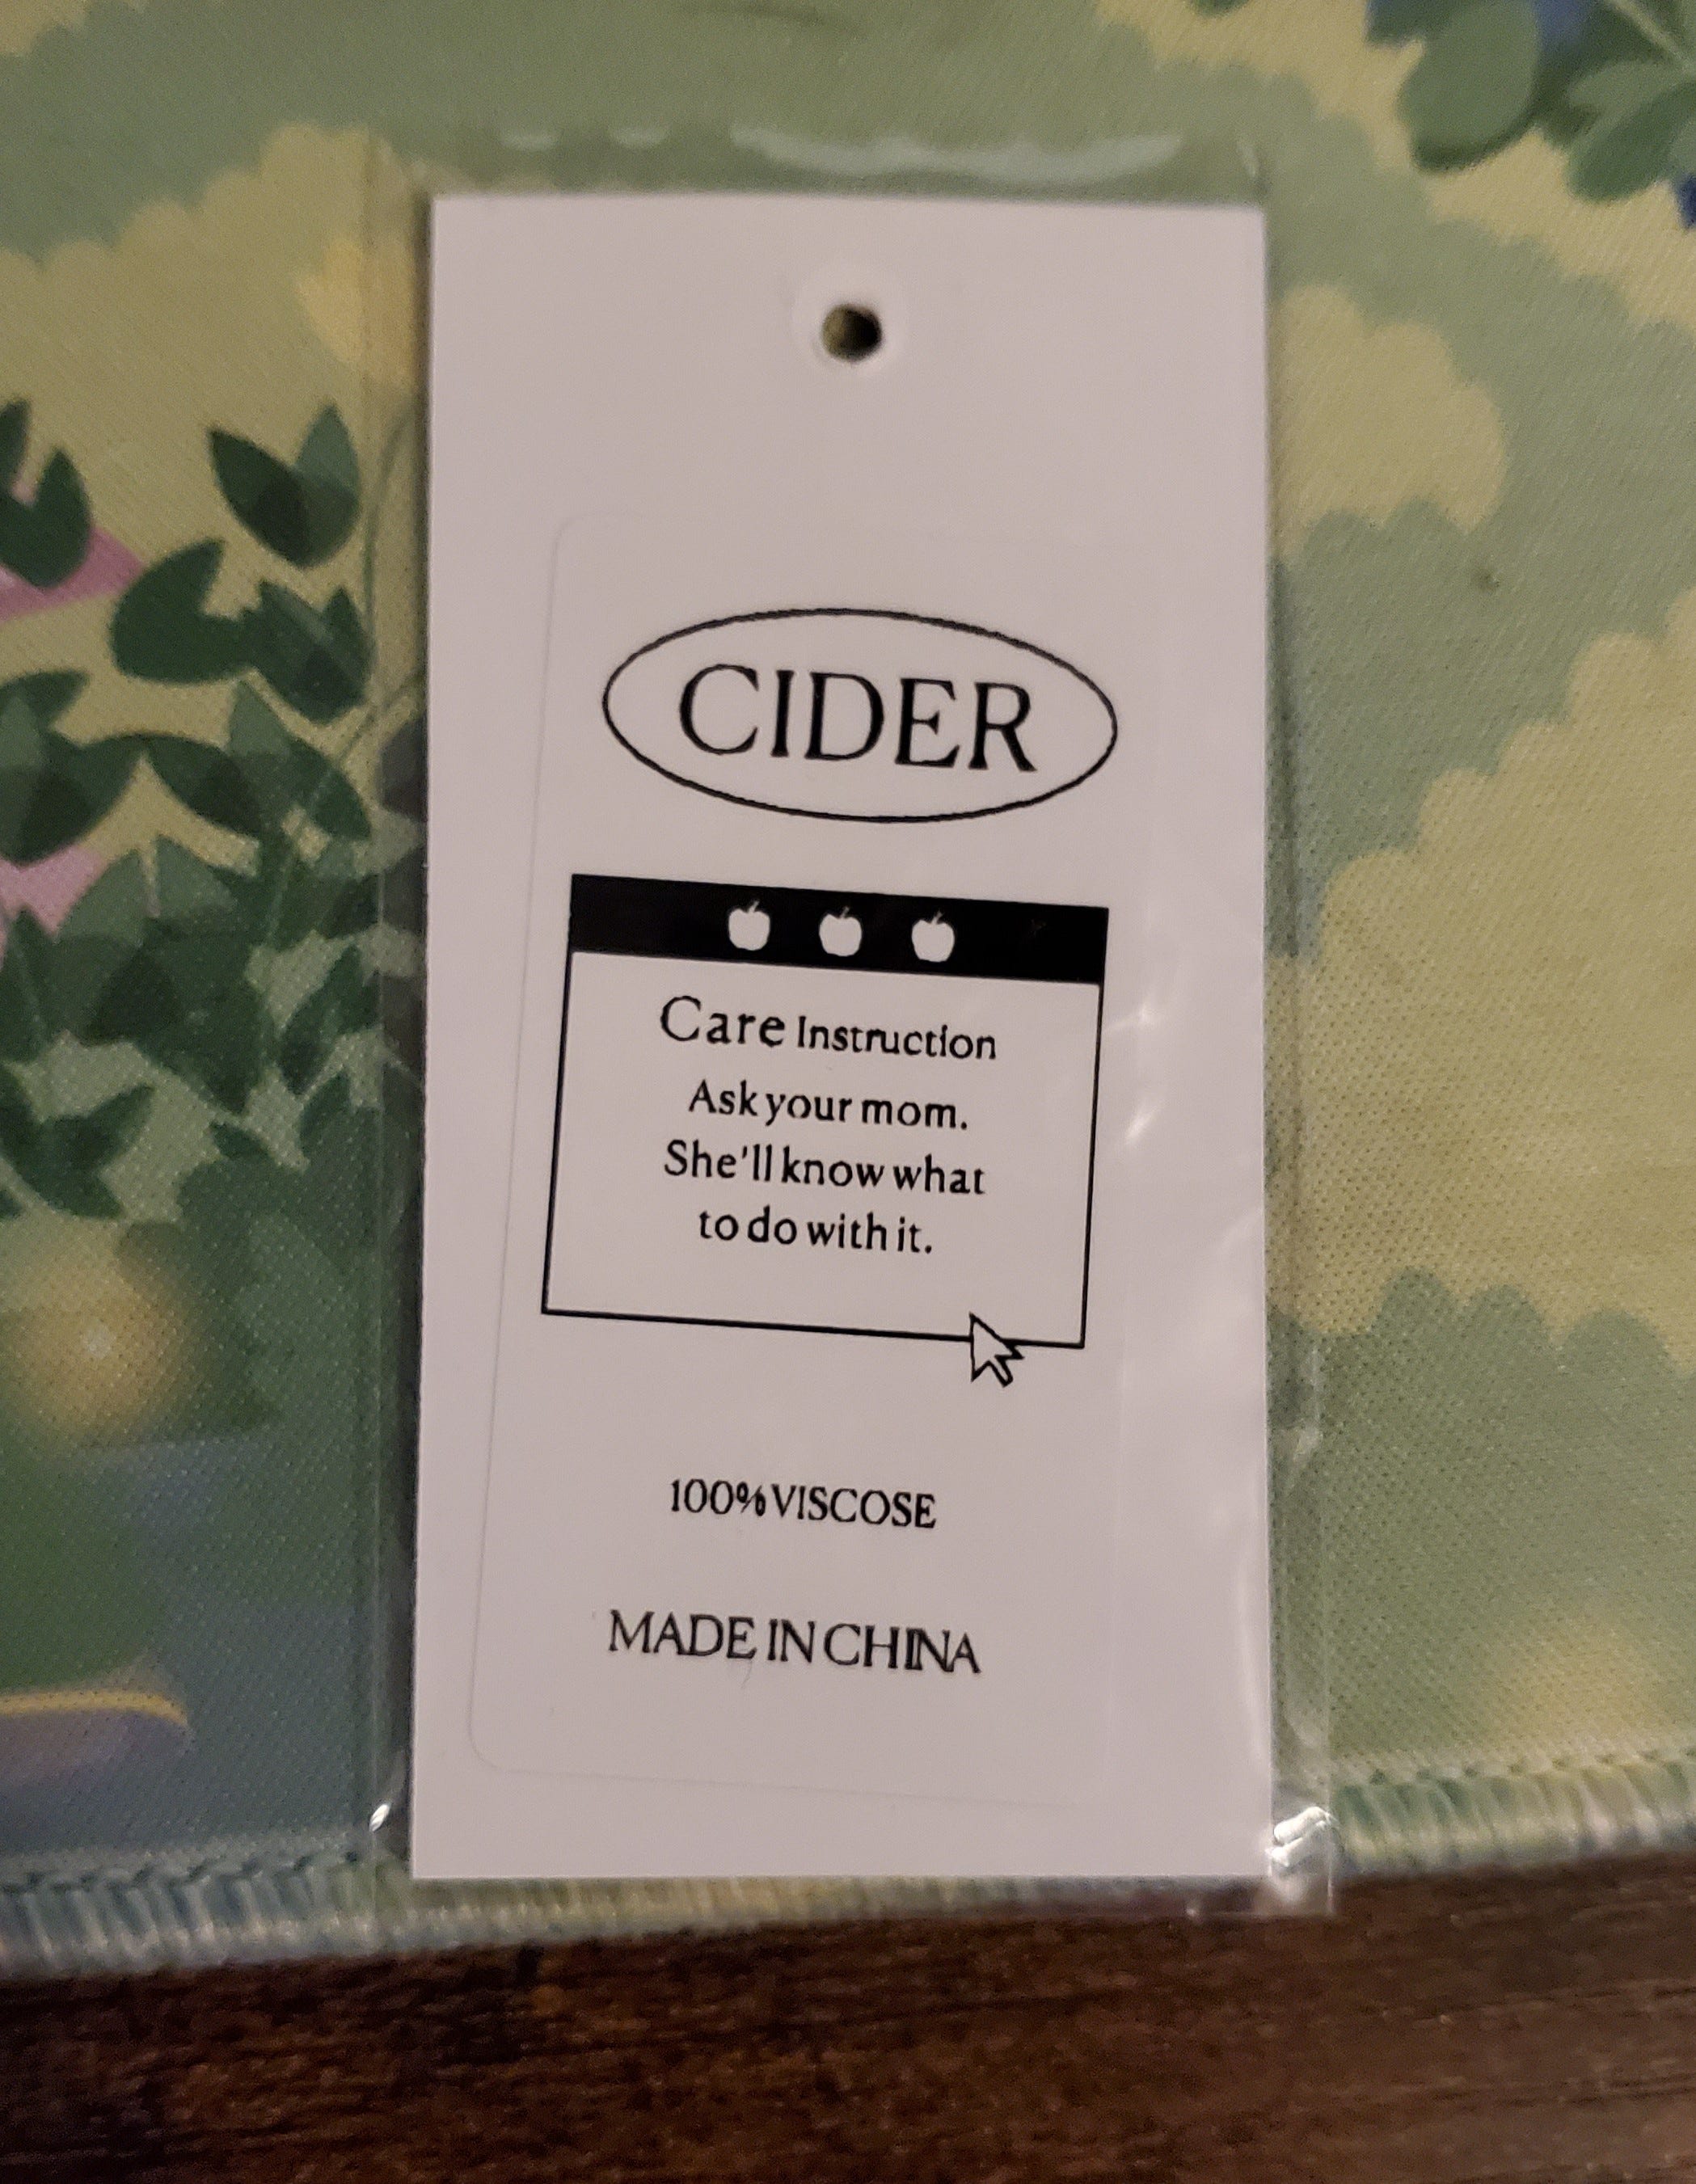 CIDER
Care Instruction
Ask your mom.
She'll know what
to do with it.
100% VISCOSE
MADE IN CHINA